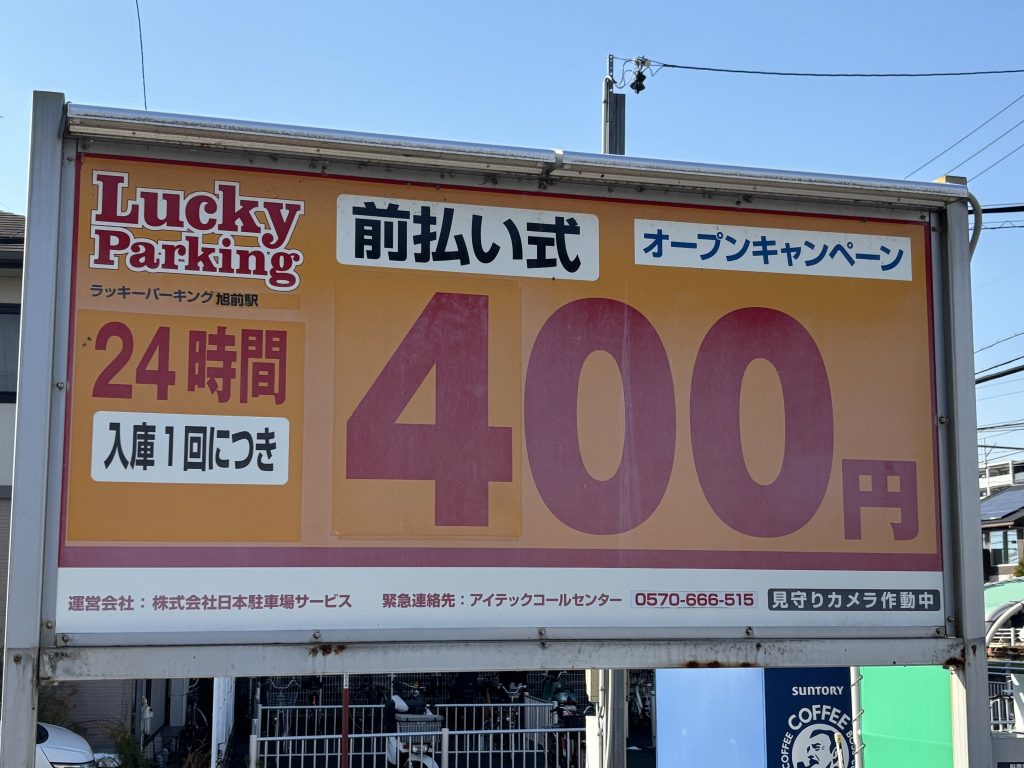 Lucky
Parking
ラッキーパーキング旭前駅
前払い式
オープンキャンペーン
24時間
入庫1回につき
400円
運営会社：株式会社日本駐車場サービス
緊急連絡先：アイテックコールセンター 0570-666-515 見守りカメラ作動中
SUNTORY
COFFEE
COFFEE